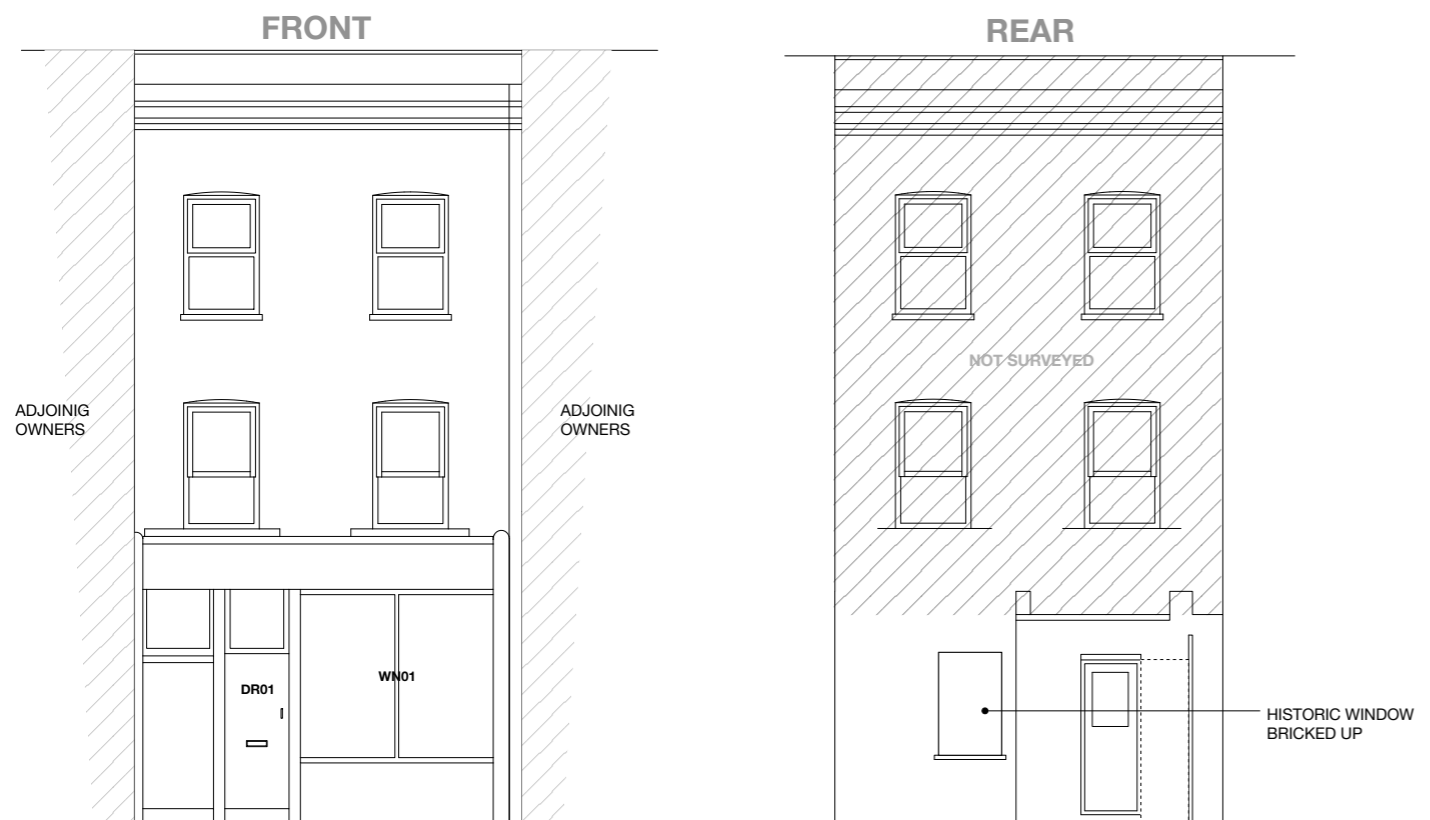 FRONT
REAR
NOT SURVEYED
ADJOINIG
OWNERS
ADJOINIG
OWNERS
DR01
WN01
HISTORIC WINDOW
BRICKED UP